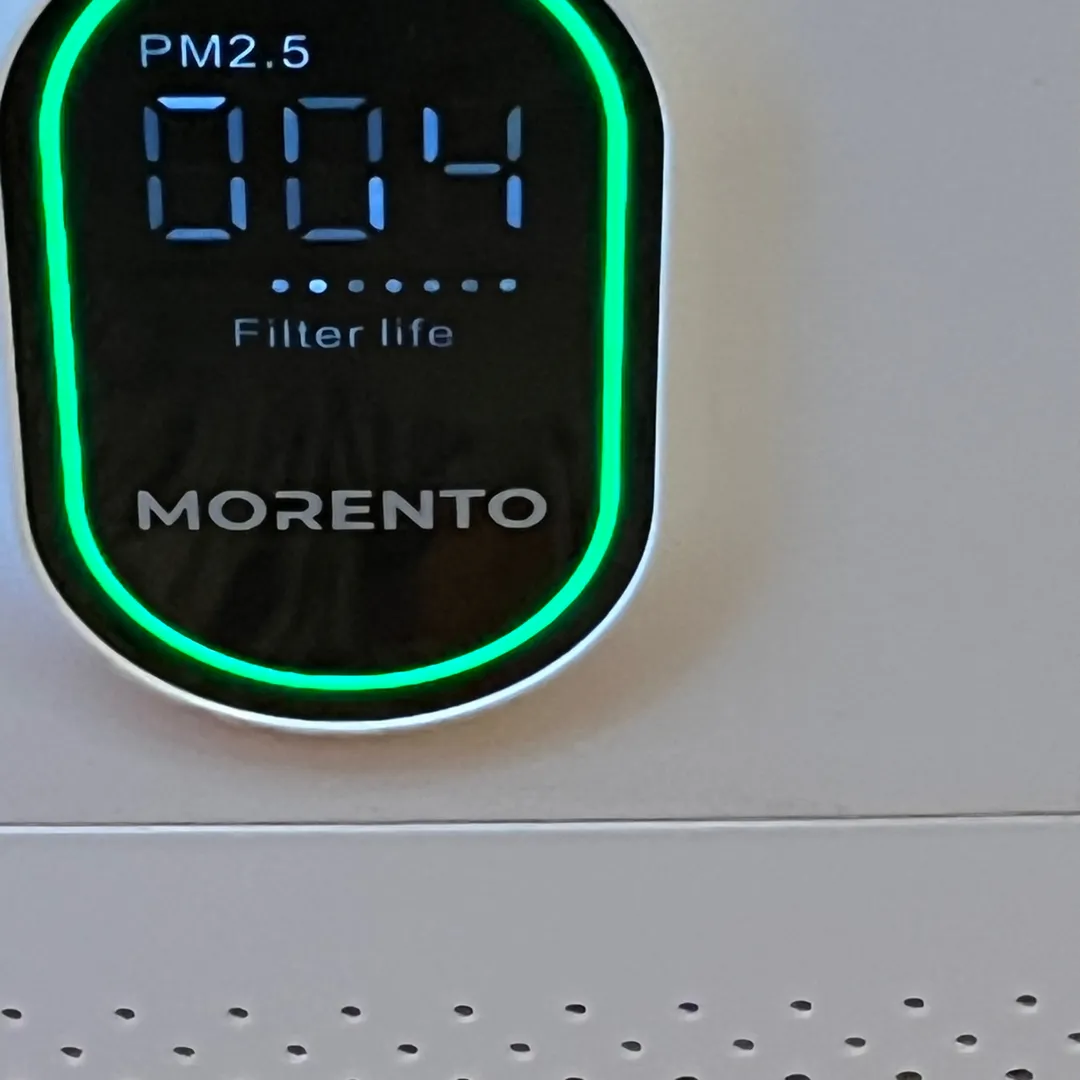 PM2.5
004
Filter life
MORENTO